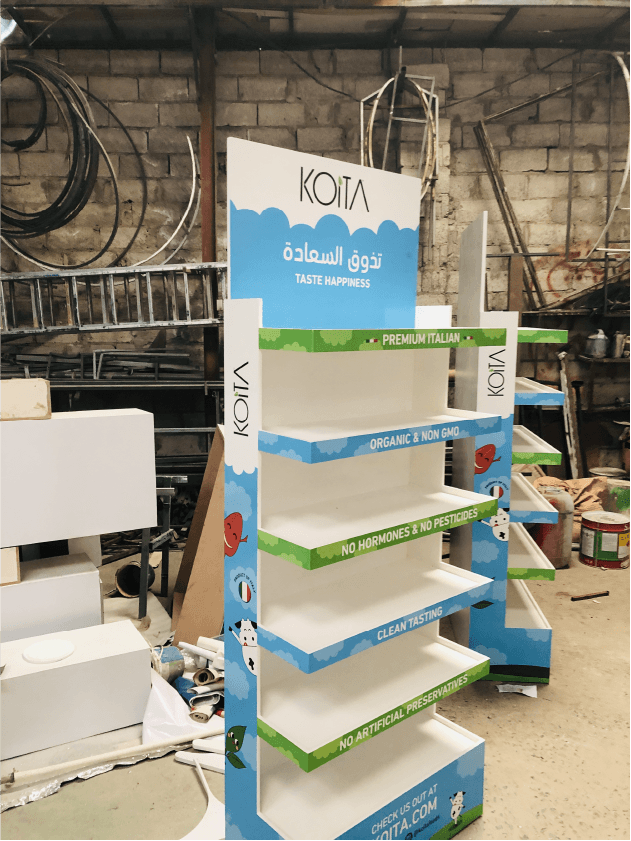 KOiTA
تذوق السعادة
TASTE HAPPINESS
PREMIUM ITALIAN
KOiTA
ORGANIC & NON GMO
NO HORMONES & NO PESTICIDES
CLEAN TASTING
NO ARTIFICIAL PRESERVATIVES
CHECK US OUT AT
KOITA.COM
KOiTA